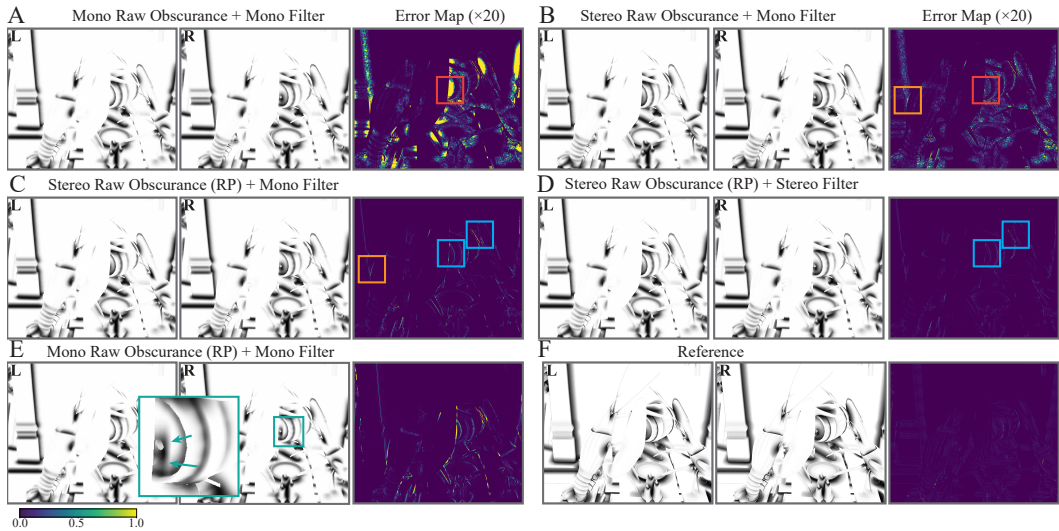 A Mono Raw Obscurance + Mono Filter Error Map (×20)
L R
B Stereo Raw Obscurance + Mono Filter Error Map (×20)
L R
C Stereo Raw Obscurance (RP) + Mono Filter
L R
D Stereo Raw Obscurance (RP) + Stereo Filter
L R
E Mono Raw Obscurance (RP) + Mono Filter
L R
F Reference
L R
0.0 0.5 1.0